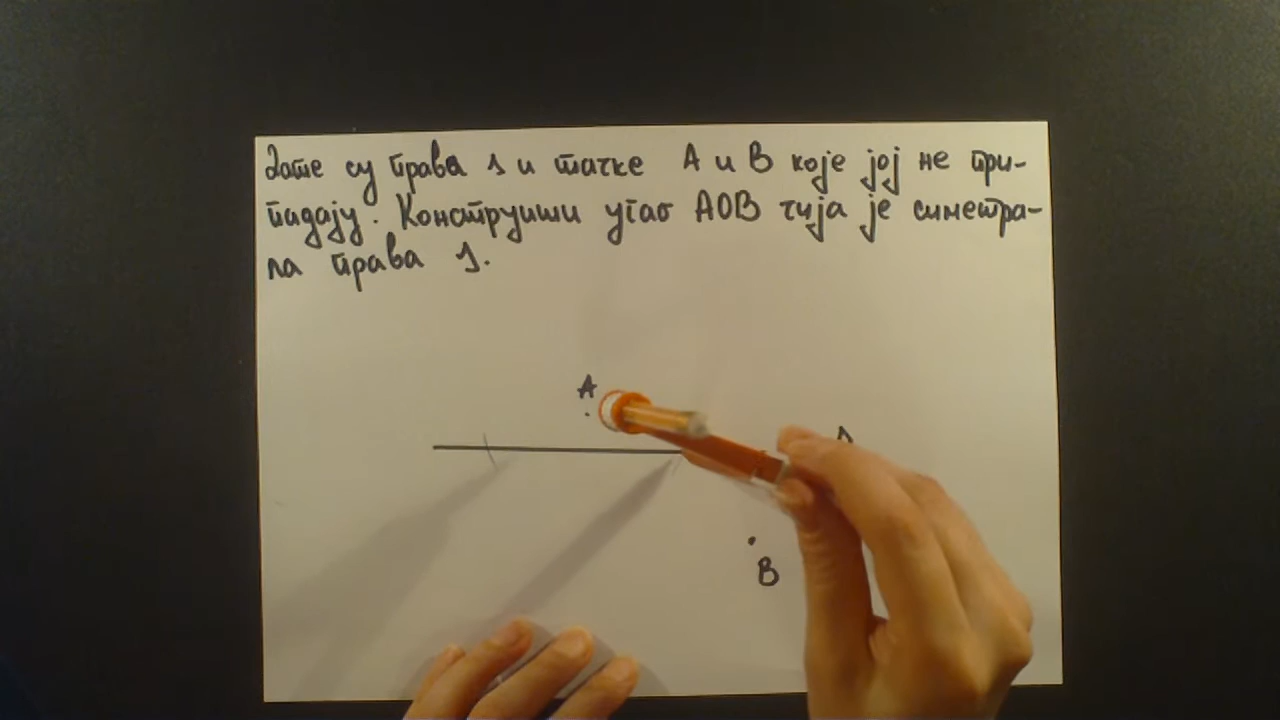 Дате су права s и тачке A и B које јој не при-
падају. Конструиши угао AOB чија је симетра-
ла права s.
A
s
B